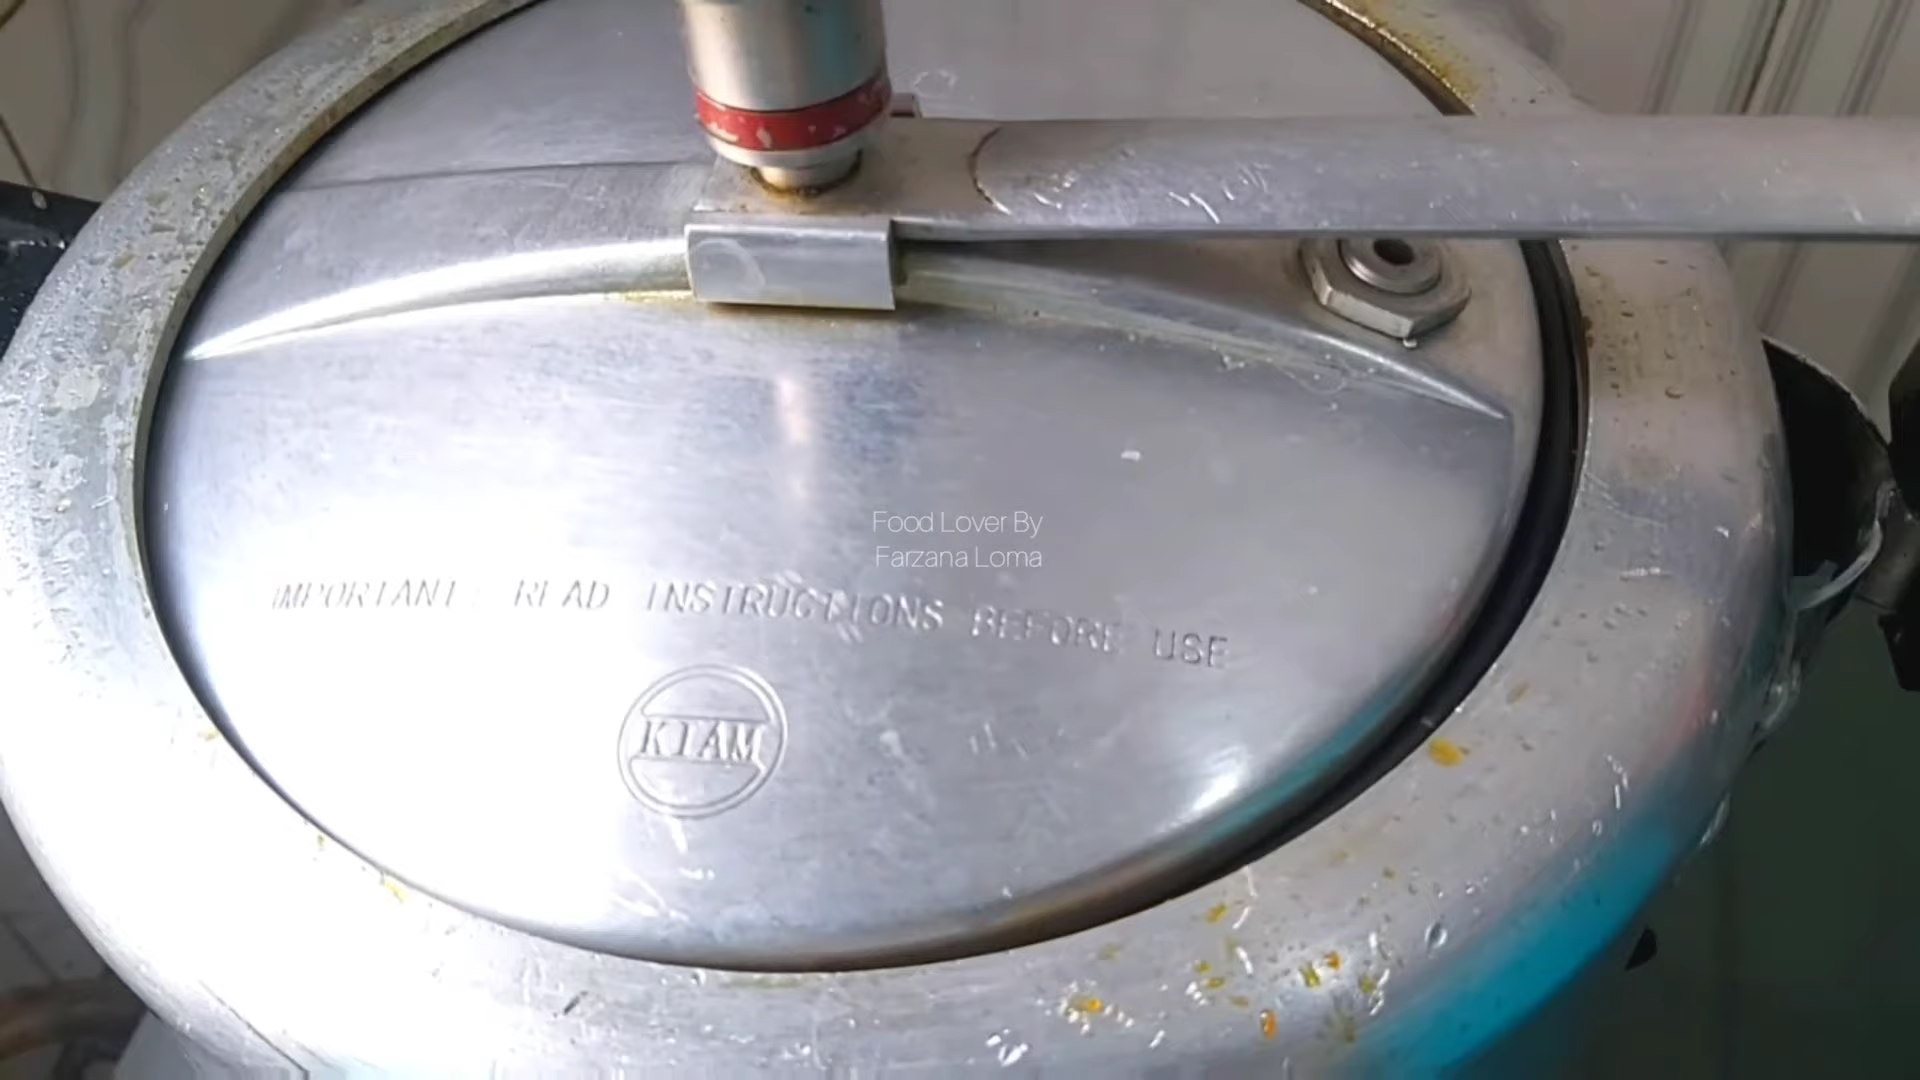 Food Lover By
Farzana Loma
IMPORTANT READ INSTRUCTIONS BEFORE USE
KIAM